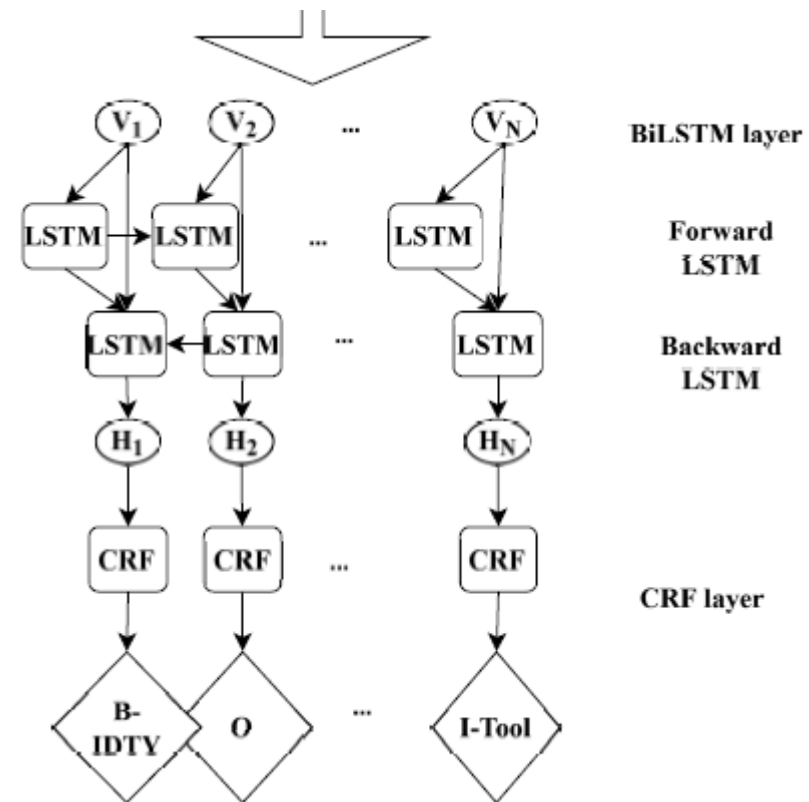 V1 V2 ... VN BiLSTM layer
LSTM LSTM ... LSTM Forward
LSTM
LSTM LSTM ... LSTM Backward
LSTM
H1 H2 HN
CRF CRF ... CRF
CRF layer
B-
IDTY O ... I-Tool